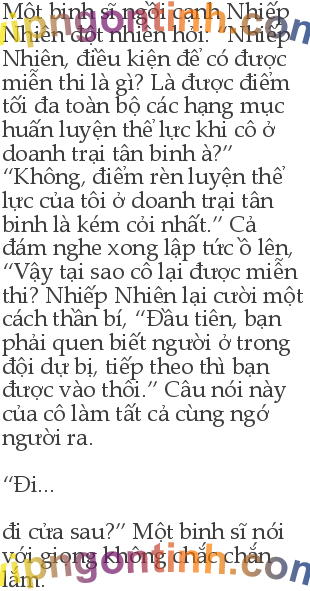 Một binh sĩ ngồi cạnh Nhiếp
Nhiên đột nhiên hỏi: “Nhiếp
Nhiên, điều kiện để có được
miễn thi là gì? Là được điểm
tối đa toàn bộ các hạng mục
huấn luyện thể lực khi cô ở
doanh trại tân binh à?”
“Không, điểm rèn luyện thể
lực của tôi ở doanh trại tân
binh là kém cỏi nhất.” Cả
đám nghe xong lập tức ồ lên,
“Vậy tại sao cô lại được miễn
thi? Nhiếp Nhiên lại cười một
cách thần bí, “Đầu tiên, bạn
phải quen biết người ở trong
đội dự bị, tiếp theo thì bạn
được vào thôi.” Câu nói này
của cô làm tất cả cùng ngớ
người ra.
“Đi...
đi cửa sau?” Một binh sĩ nói
với giọng không chắc chắn
lắm.